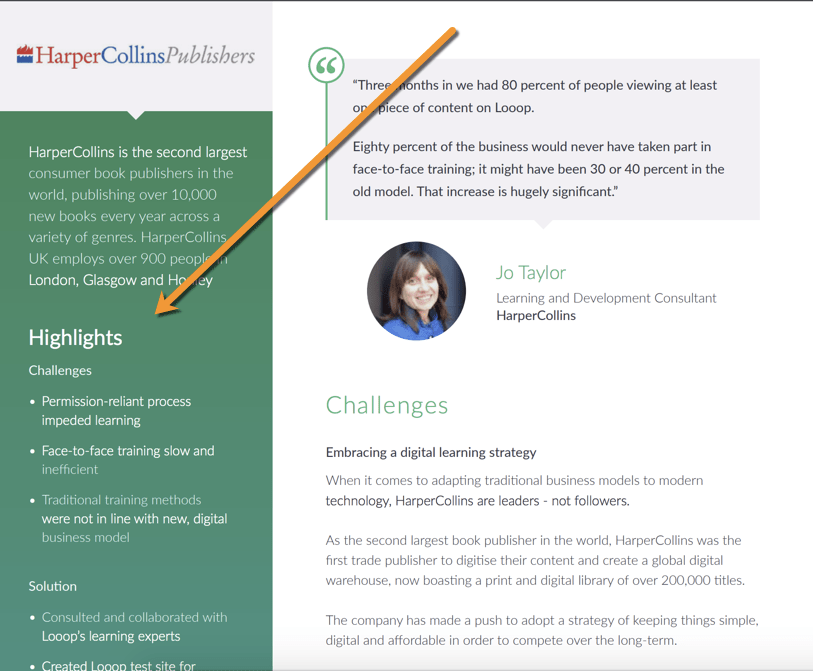 HarperCollinsPublishers
HarperCollins is the second largest
consumer book publishers in the
world, publishing over 10,000
new books every year across a
variety of genres. HarperCollins
UK employs over 900 people in
London, Glasgow and Honley
Highlights
Challenges
• Permission-reliant process
impeded learning
• Face-to-face training slow and
inefficient
• Traditional training methods
were not in line with new, digital
business model
Solution
• Consulted and collaborated with
Looop's learning experts
• Created Looop test site for
“Three months in we had 80 percent of people viewing at least
one piece of content on Looop.
Eighty percent of the business would never have taken part in
face-to-face training; it might have been 30 or 40 percent in the
old model. That increase is hugely significant.”
Jo Taylor
Learning and Development Consultant
HarperCollins
Challenges
Embracing a digital learning strategy
When it comes to adapting traditional business models to modern
technology, HarperCollins are leaders - not followers.
As the second largest book publisher in the world, HarperCollins was the
first trade publisher to digitise their content and create a global digital
warehouse, now boasting a print and digital library of over 200,000 titles.
The company has made a push to adopt a strategy of keeping things simple,
digital and affordable in order to compete over the long-term.